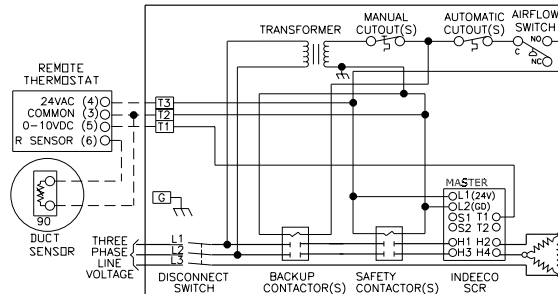 TRANSFORMER
MANUAL
CUTOUT(S)
AUTOMATIC
CUTOUT(S)
AIRFLOW
SWITCH
NO
C
NC
REMOTE
THERMOSTAT
24VAC (4)
COMMON (3)
0-10VDC (5)
R SENSOR (6)
T3
T2
T1
90
DUCT
SENSOR
G
MASTER
L1(24V)
L2(GD)
S1 T1
S2 T2
H1 H2
H3 H4
THREE
PHASE
LINE
VOLTAGE
L1
L2
L3
DISCONNECT
SWITCH
BACKUP
CONTACTOR(S)
SAFETY
CONTACTOR(S)
INDEECO
SCR